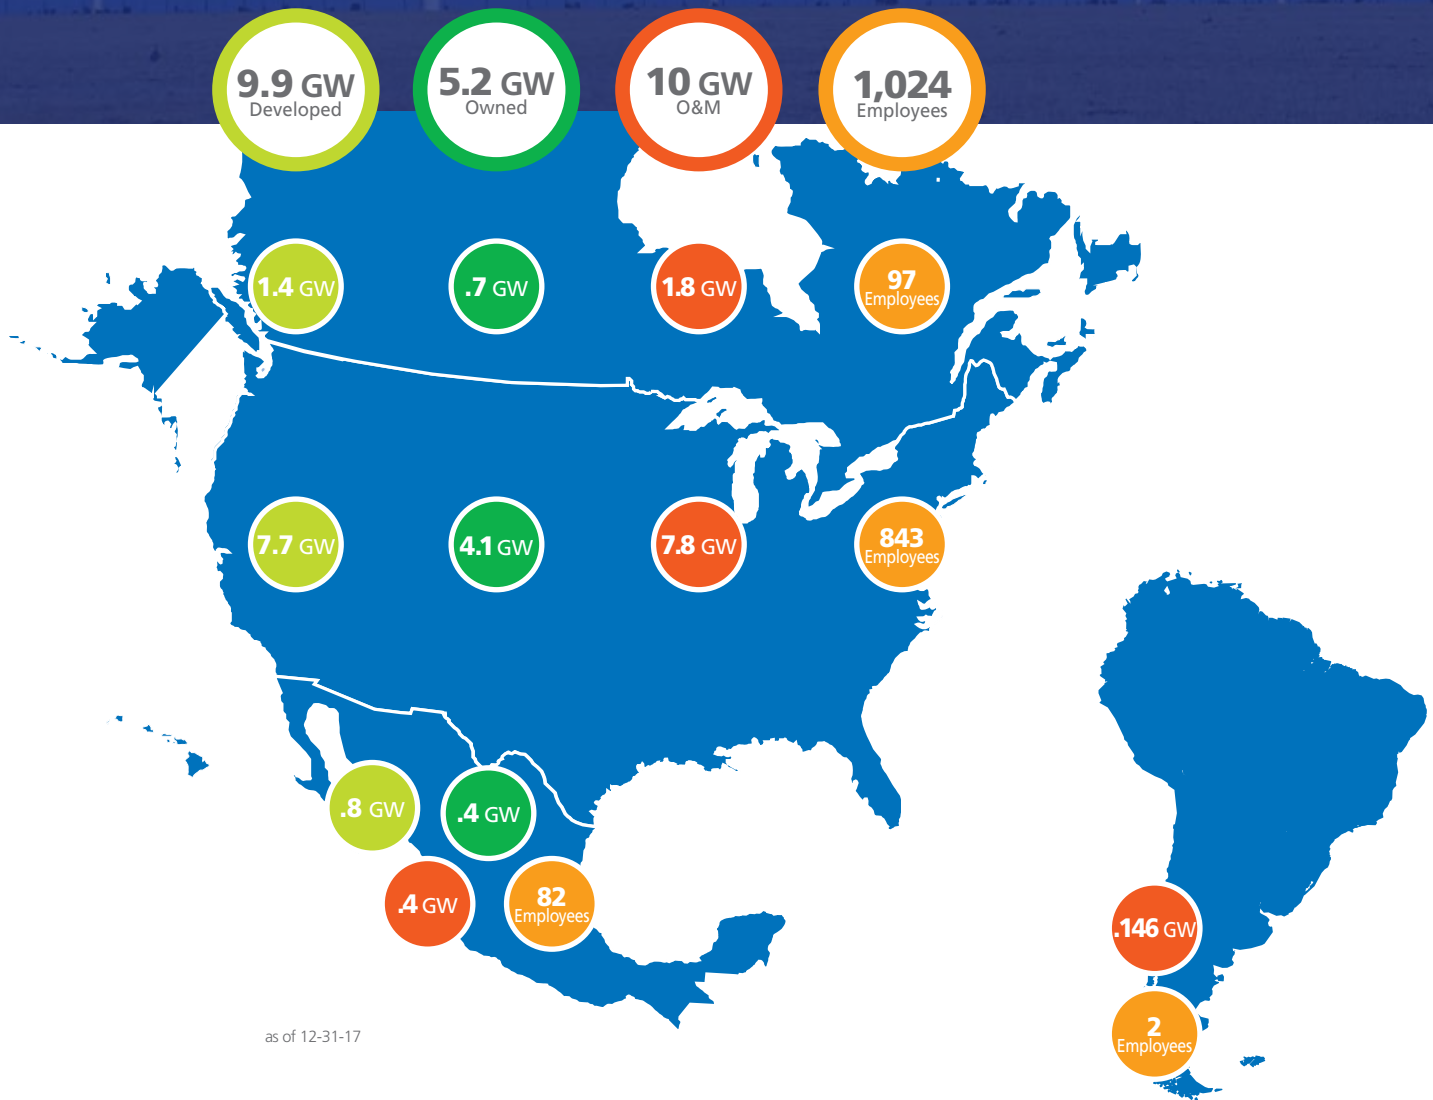 9.9 GW
Developed
5.2 GW
Owned
10 GW
O&M
1,024
Employees
1.4 GW
.7 GW
1.8 GW
97
Employees
7.7 GW
4.1 GW
7.8 GW
843
Employees
.8 GW
.4 GW
.4 GW
82
Employees
.146 GW
2
Employees
as of 12-31-17